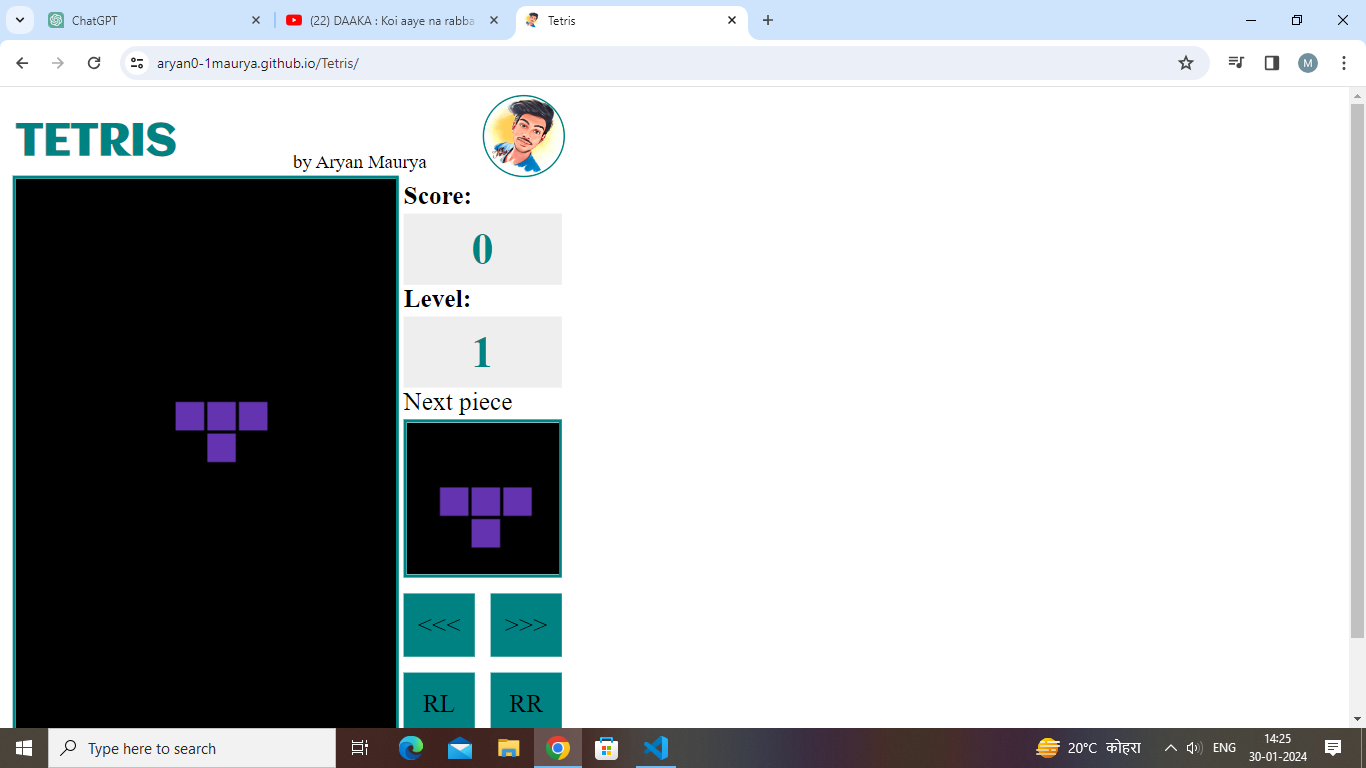 ChatGPT
(22) DAAKA : Koi aaye na rabba
Tetris
aryan0-1maurya.github.io/Tetris/
M
TETRIS
by Aryan Maurya
Score:
0
Level:
1
Next piece
<<< >>>
RL RR
Type here to search
20°C कोहरा
ENG
14:25
30-01-2024